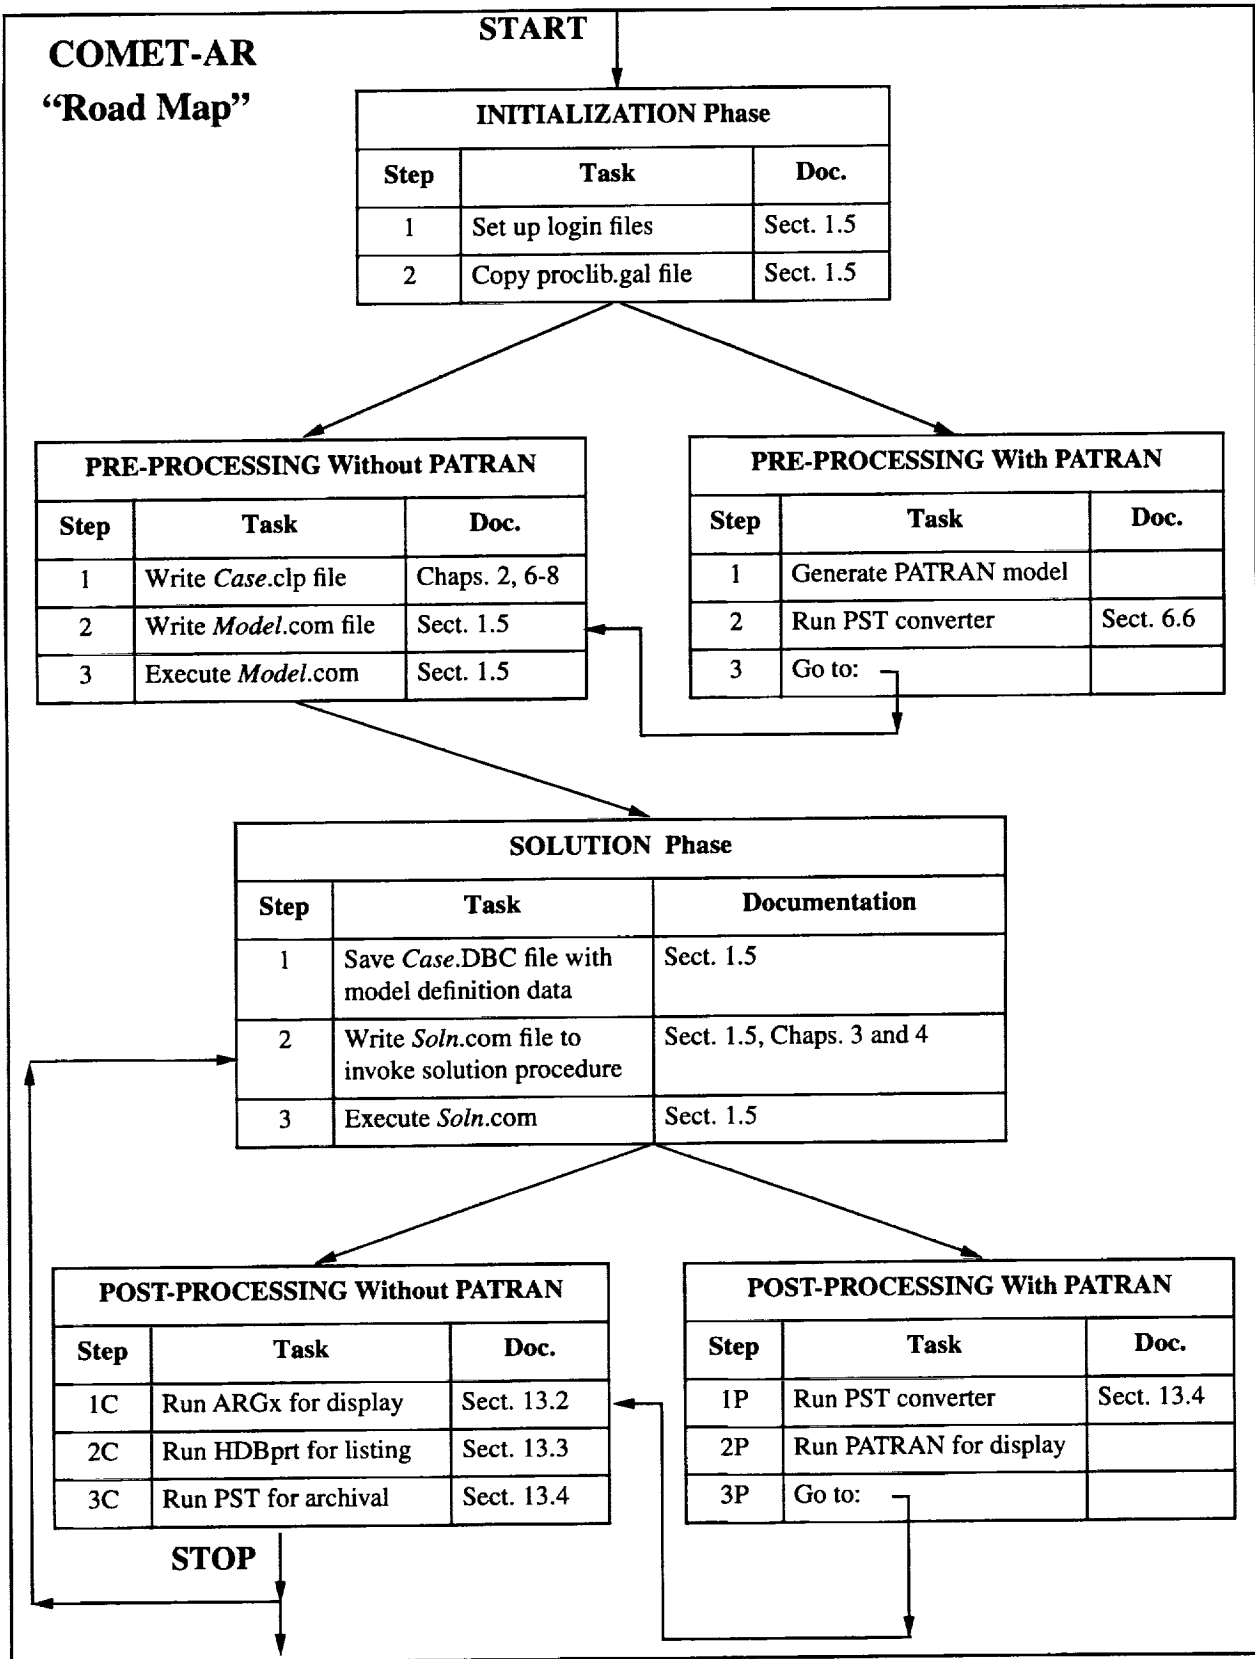 START
COMET-AR
“Road Map”
INITIALIZATION Phase
Step Task Doc.
1 Set up login files Sect. 1.5
2 Copy proclib.gal file Sect. 1.5
PRE-PROCESSING Without PATRAN
Step Task Doc.
1 Write Case.clp file Chaps. 2, 6-8
2 Write Model.com file Sect. 1.5
3 Execute Model.com Sect. 1.5
PRE-PROCESSING With PATRAN
Step Task Doc.
1 Generate PATRAN model
2 Run PST converter Sect. 6.6
3 Go to:
SOLUTION Phase
Step Task Documentation
1 Save Case.DBC file with Sect. 1.5
model definition data
2 Write Soln.com file to Sect. 1.5, Chaps. 3 and 4
invoke solution procedure
3 Execute Soln.com Sect. 1.5
POST-PROCESSING Without PATRAN
Step Task Doc.
1C Run ARGx for display Sect. 13.2
2C Run HDBprt for listing Sect. 13.3
3C Run PST for archival Sect. 13.4
POST-PROCESSING With PATRAN
Step Task Doc.
1P Run PST converter Sect. 13.4
2P Run PATRAN for display
3P Go to:
STOP